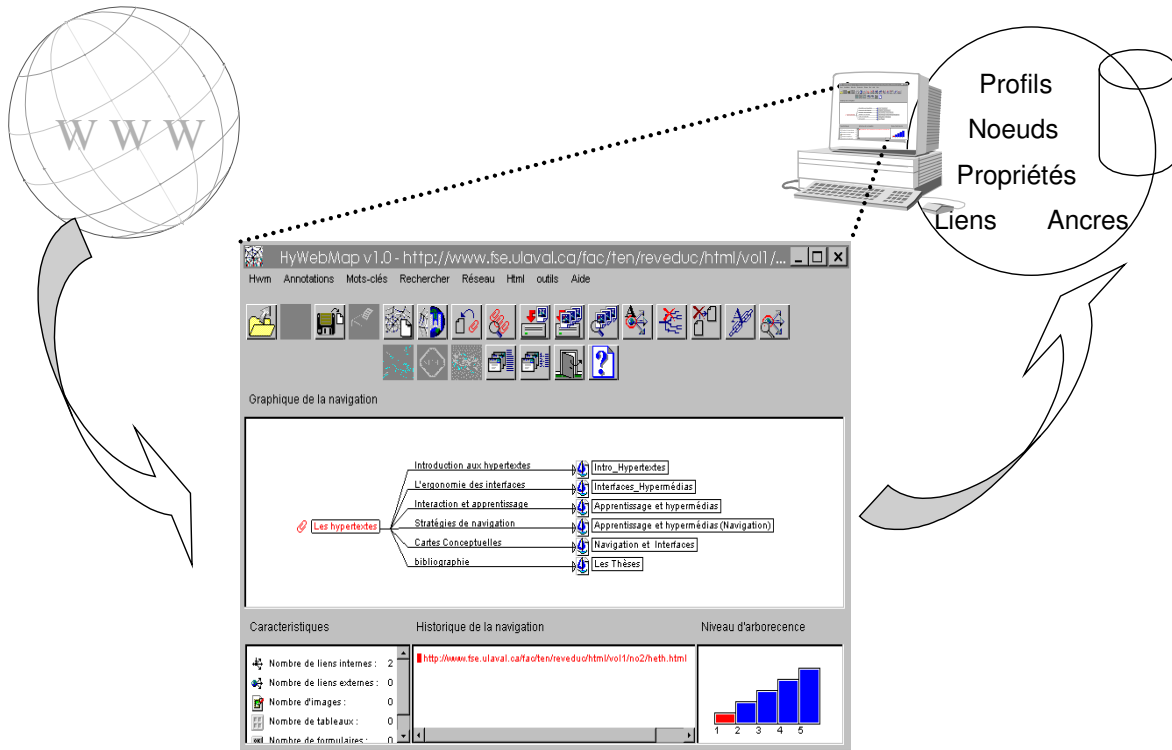 W W W
Profils
Noeuds
Propriétés
Liens Ancres
HyWebMap v1.0 - http://www.fse.ulaval.ca/fac/ten/reveduc/html/vol1/...
Hwm Annotations Mots-clés Rechercher Réseau Html outils Aide
Graphique de la navigation
Introduction aux hypertextes Intro_Hypertextes
L'ergonomie des interfaces Interfaces_Hypermédias
Interaction et apprentissage Apprentissage et hypermédias
Les hypertextes Stratégies de navigation Apprentissage et hypermédias (Navigation)
Cartes Conceptuelles Navigation et Interfaces
bibliographie Les Thèses
Caracteristiques Historique de la navigation Niveau d'arborecence
Nombre de liens internes : 2 http://www.fse.ulaval.ca/fac/ten/reveduc/html/vol1/no2/heth.html
Nombre de liens externes : 0
Nombre d'images : 0
Nombre de tableaux : 0
Nombre de formulaires : 0
1 2 3 4 5